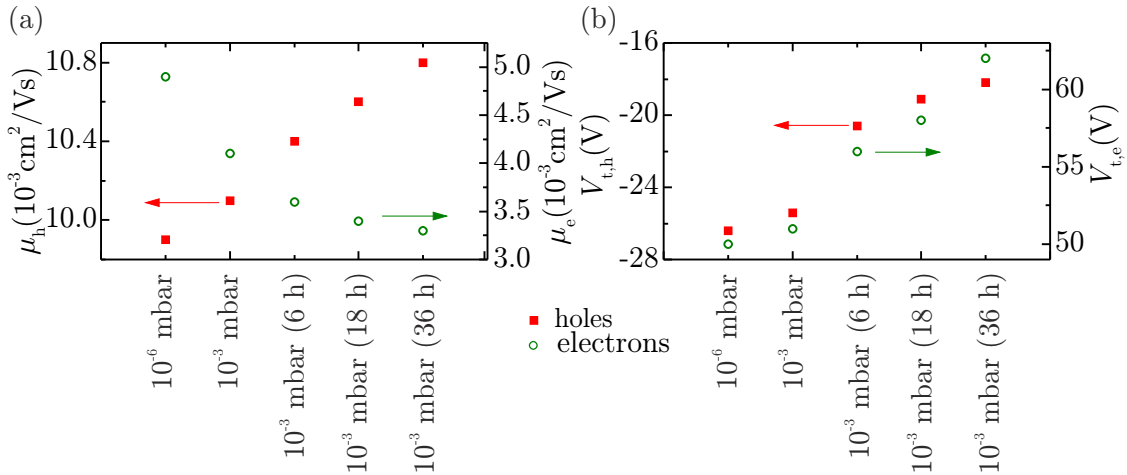 (a)
μh(10-3cm2/Vs)
10.8
10.4
10.0
5.0
4.5
4.0
3.5
3.0
μe(10-3cm2/Vs)
10-6 mbar
10-3 mbar
10-3 mbar (6 h)
10-3 mbar (18 h)
10-3 mbar (36 h)
holes
electrons
(b)
Vt,h(V)
-16
-20
-24
-28
60
55
50
Vt,e(V)
10-6 mbar
10-3 mbar
10-3 mbar (6 h)
10-3 mbar (18 h)
10-3 mbar (36 h)